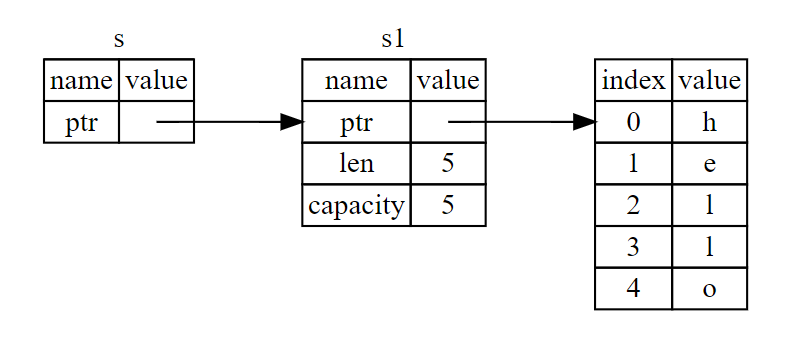 s
name value
ptr
s1
name value
ptr
len 5
capacity 5
index value
0 h
1 e
2 l
3 l
4 o